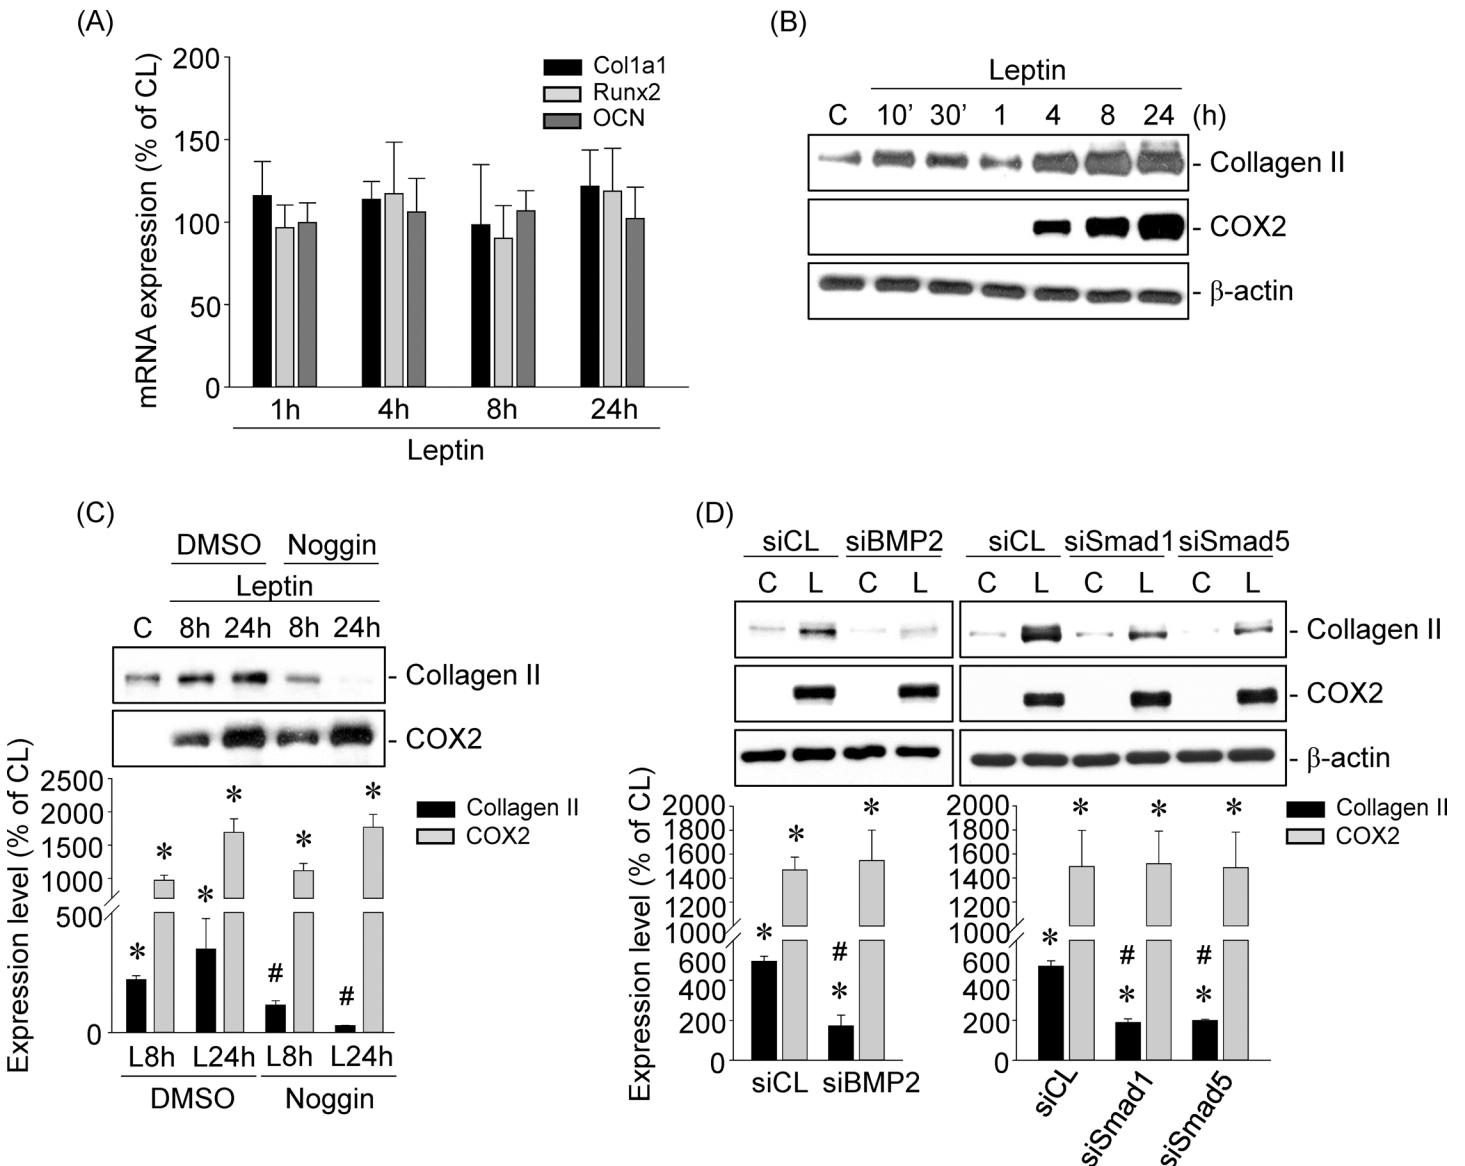 (A)
mRNA expression (% of CL)
200
150
100
50
0
Col1a1
Runx2
OCN
1h 4h 8h 24h
Leptin
(B)
Leptin
C 10’ 30’ 1 4 8 24 (h)
- Collagen II
- COX2
- β-actin
(C)
DMSO Noggin
Leptin
C 8h 24h 8h 24h
- Collagen II
- COX2
Expression level (% of CL)
2500
2000
1500
1000
500
0
* * * * * * # #
Collagen II
COX2
L8h L24h L8h L24h
DMSO Noggin
(D)
siCL siBMP2 siCL siSmad1 siSmad5
C L C L C L C L C L
- Collagen II
- COX2
- β-actin
Expression level (% of CL)
2000
1800
1600
1400
1200
1000
1000
600
400
200
0
* * * # *
siCL siBMP2
2000
1800
1600
1400
1200
1000
1000
600
400
200
0
* * * * # # * *
Collagen II
COX2
siCL
siSmad1
siSmad5